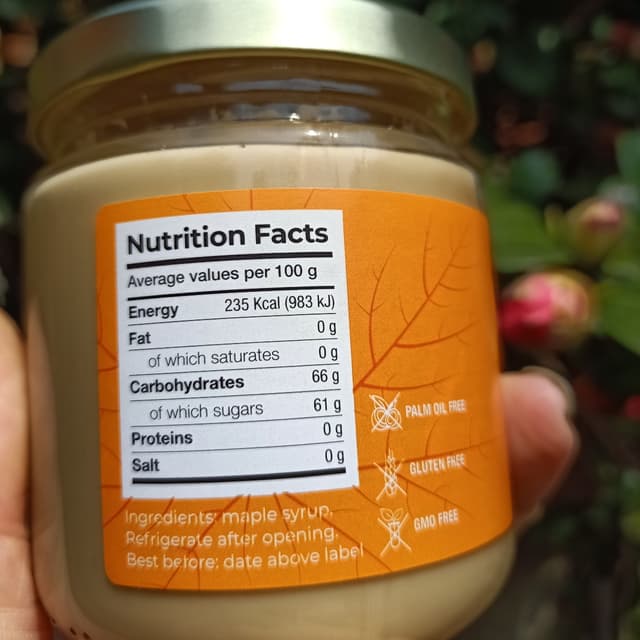 Nutrition Facts
Average values per 100 g
Energy 235 Kcal (983 kJ)
Fat 0 g
of which saturates 0 g
Carbohydrates 66 g
of which sugars 61 g
Proteins 0 g
Salt 0 g
PALM OIL FREE
GLUTEN FREE
GMO FREE
Ingredients: maple syrup.
Refrigerate after opening.
Best before: date above label